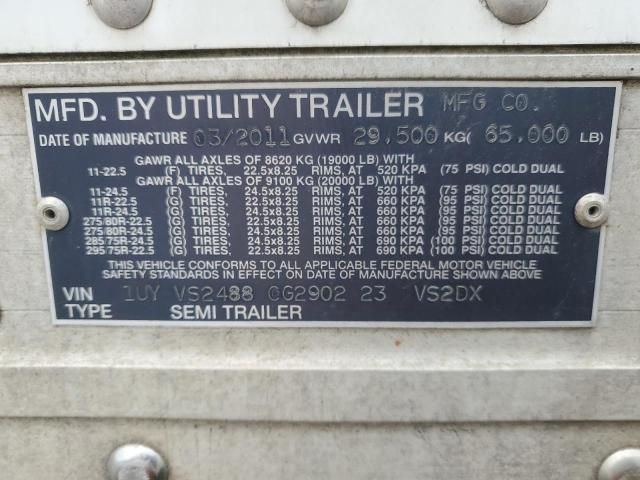 MFD. BY UTILITY TRAILER MFG CO.
DATE OF MANUFACTURE 03/2011 GVWR 29,500 KG( 65,000 LB)
GAWR ALL AXLES OF 8620 KG (19000 LB) WITH
11-22.5 (F) TIRES, 22.5x8.25 RIMS, AT 520 KPA (75 PSI) COLD DUAL
GAWR ALL AXLES OF 9100 KG (20000 LB) WITH
11-24.5 (F) TIRES, 24.5x8.25 RIMS, AT 520 KPA (75 PSI) COLD DUAL
11R-22.5 (G) TIRES, 22.5x8.25 RIMS, AT 660 KPA (95 PSI) COLD DUAL
11R-24.5 (G) TIRES, 24.5x8.25 RIMS, AT 660 KPA (95 PSI) COLD DUAL
275/80R-22.5 (G) TIRES, 22.5x8.25 RIMS, AT 660 KPA (95 PSI) COLD DUAL
275/80R-24.5 (G) TIRES, 24.5x8.25 RIMS, AT 660 KPA (95 PSI) COLD DUAL
285/75R-24.5 (G) TIRES, 24.5x8.25 RIMS, AT 690 KPA (100 PSI) COLD DUAL
295/75R-22.5 (G) TIRES, 22.5x8.25 RIMS, AT 690 KPA (100 PSI) COLD DUAL
THIS VEHICLE CONFORMS TO ALL APPLICABLE FEDERAL MOTOR VEHICLE
SAFETY STANDARDS IN EFFECT ON DATE OF MANUFACTURE SHOWN ABOVE
VIN 1UY VS2488 CG2902 23 VS2DX
TYPE SEMI TRAILER